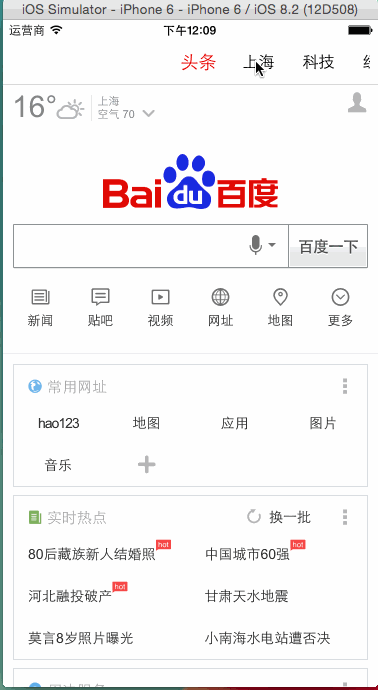 iOS Simulator - iPhone 6 - iPhone 6 / iOS 8.2 (12D508)
运营商 下午12:09
头条 上海 科技
16° 上海
空气 70
Bai du 百度
百度一下
新闻 贴吧 视频 网址 地图 更多
常用网址
hao123 地图 应用 图片
音乐
实时热点 换一批
80后藏族新人结婚照 hot 中国城市60强 hot
河北融投破产 hot 甘肃天水地震
莫言8岁照片曝光 小南海水电站遭否决